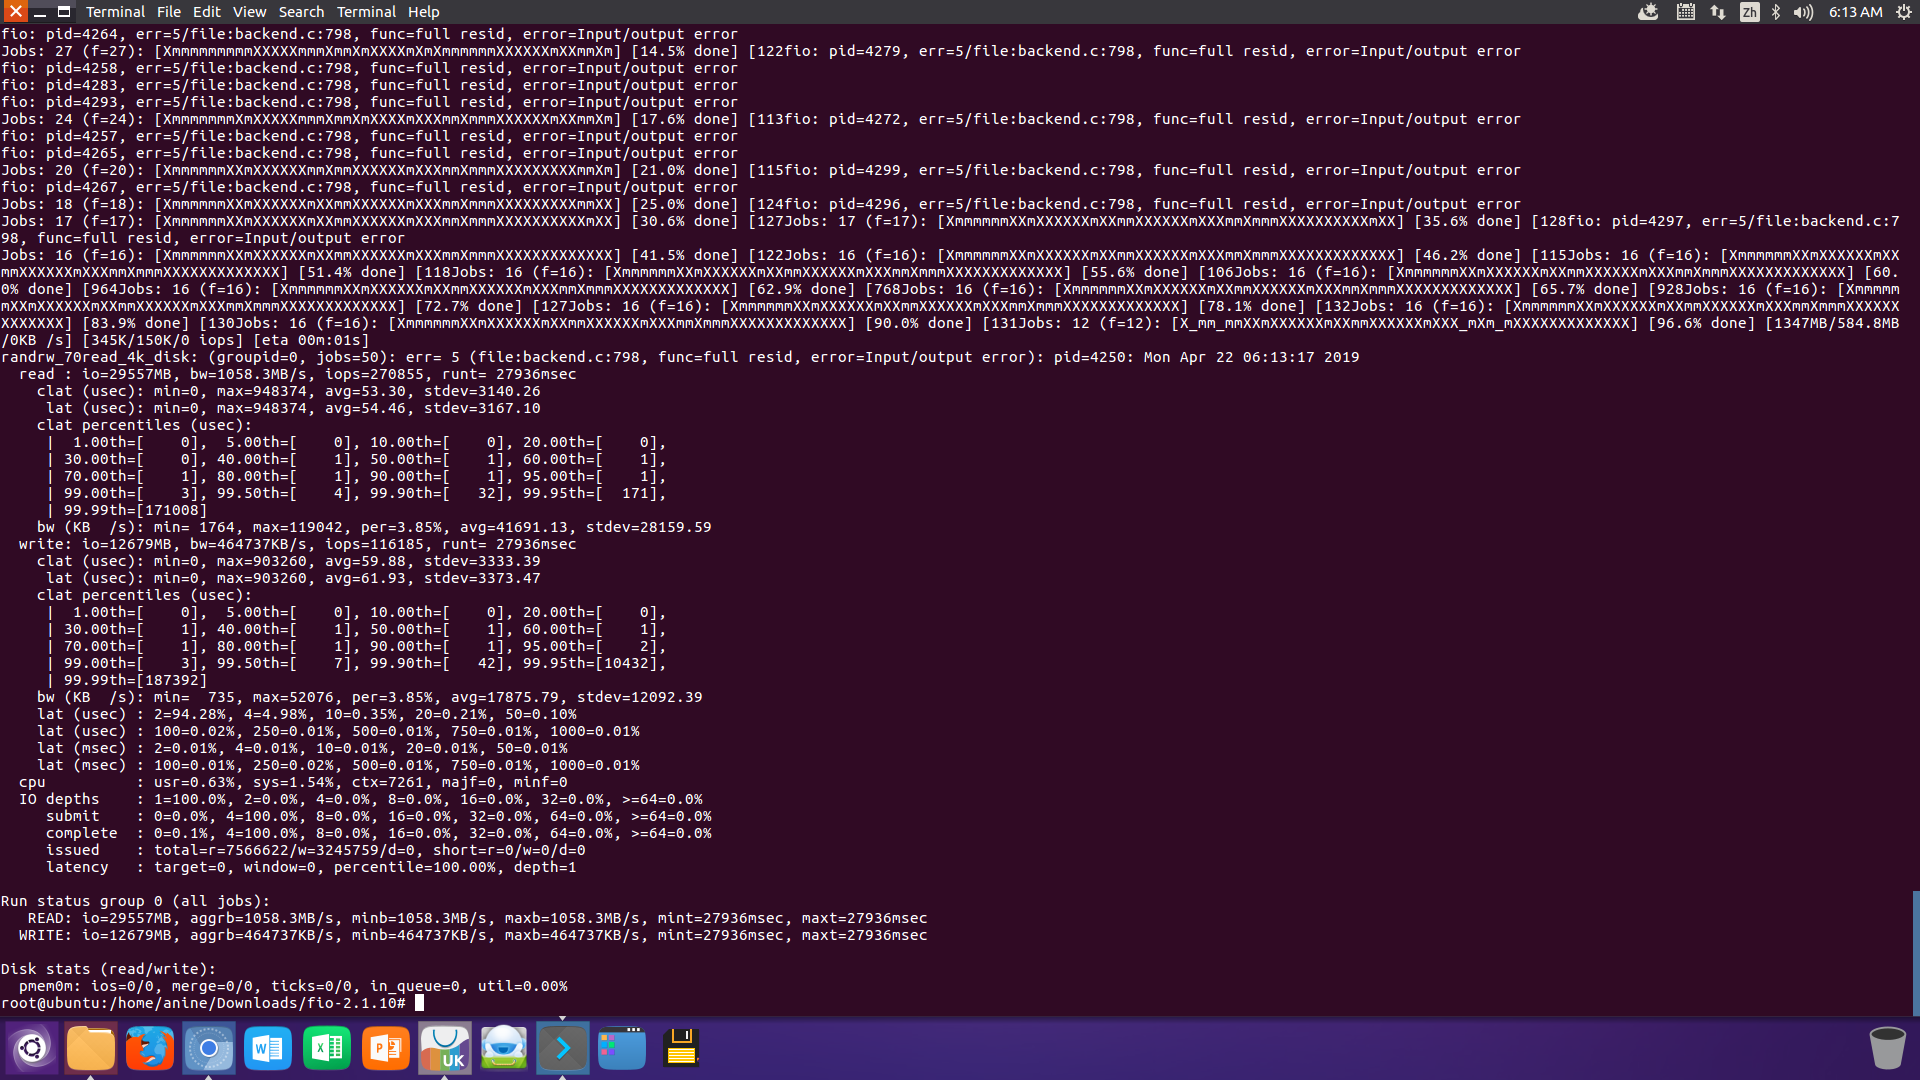 Terminal File Edit View Search Terminal Help
Zh 6:13 AM
fio: pid=4264, err=5/file:backend.c:798, func=full resid, error=Input/output error
Jobs: 27 (f=27): [XmmmmmmmmmXXXXXmmmXmmXmXXXXmXmXmmmmmmXXXXXXmXXmmXm] [14.5% done] [122fio: pid=4279, err=5/file:backend.c:798, func=full resid, error=Input/output error
fio: pid=4258, err=5/file:backend.c:798, func=full resid, error=Input/output error
fio: pid=4283, err=5/file:backend.c:798, func=full resid, error=Input/output error
fio: pid=4293, err=5/file:backend.c:798, func=full resid, error=Input/output error
Jobs: 24 (f=24): [XmmmmmmmXmXXXXXmmmXmmXmXXXXmXXmXmmmXmmmXXXXXXmXXmmXm] [17.6% done] [113fio: pid=4272, err=5/file:backend.c:798, func=full resid, error=Input/output error
fio: pid=4257, err=5/file:backend.c:798, func=full resid, error=Input/output error
fio: pid=4265, err=5/file:backend.c:798, func=full resid, error=Input/output error
Jobs: 20 (f=20): [XmmmmmmXXmXXXXXXmmXmmXXXXXXmXXXmmXmmmXXXXXXXXXmmXm] [21.0% done] [115fio: pid=4299, err=5/file:backend.c:798, func=full resid, error=Input/output error
fio: pid=4267, err=5/file:backend.c:798, func=full resid, error=Input/output error
Jobs: 18 (f=18): [XmmmmmmXXmXXXXXXmXXmmXXXXXXmXXXmmXmmmXXXXXXXXXXmmXX] [25.0% done] [124fio: pid=4296, err=5/file:backend.c:798, func=full resid, error=Input/output error
Jobs: 17 (f=17): [XmmmmmmXXmXXXXXXmXXmmXXXXXXmXXXmmXmmmXXXXXXXXXXmXX] [30.6% done] [127Jobs: 17 (f=17): [XmmmmmmXXmXXXXXXmXXmmXXXXXXmXXXmmXmmmXXXXXXXXXXmXX] [35.6% done] [128fio: pid=4297, err=5/file:backend.c:7
98, func=full resid, error=Input/output error
Jobs: 16 (f=16): [XmmmmmmXXmXXXXXXmXXmmXXXXXXmXXXmmXmmmXXXXXXXXXXXXX] [41.5% done] [122Jobs: 16 (f=16): [XmmmmmmXXmXXXXXXmXXmmXXXXXXmXXXmmXmmmXXXXXXXXXXXXX] [46.2% done] [115Jobs: 16 (f=16): [XmmmmmmXXmXXXXXXmXX
mmXXXXXXmXXXmmXmmmXXXXXXXXXXXXX] [51.4% done] [118Jobs: 16 (f=16): [XmmmmmmXXmXXXXXXmXXmmXXXXXXmXXXmmXmmmXXXXXXXXXXXXX] [55.6% done] [106Jobs: 16 (f=16): [XmmmmmmXXmXXXXXXmXXmmXXXXXXmXXXmmXmmmXXXXXXXXXXXXX] [60.
0% done] [964Jobs: 16 (f=16): [XmmmmmmXXmXXXXXXmXXmmXXXXXXmXXXmmXmmmXXXXXXXXXXXXX] [62.9% done] [768Jobs: 16 (f=16): [XmmmmmmXXmXXXXXXmXXmmXXXXXXmXXXmmXmmmXXXXXXXXXXXXX] [65.7% done] [928Jobs: 16 (f=16): [Xmmmmm
mXXmXXXXXXmXXmmXXXXXXmXXXmmXmmmXXXXXXXXXXXXX] [72.7% done] [127Jobs: 16 (f=16): [XmmmmmmXXmXXXXXXmXXmmXXXXXXmXXXmmXmmmXXXXXXXXXXXXX] [78.1% done] [132Jobs: 16 (f=16): [XmmmmmmXXmXXXXXXmXXmmXXXXXXmXXXmmXmmmXXXXXX
XXXXXXX] [83.9% done] [130Jobs: 16 (f=16): [XmmmmmmXXmXXXXXXmXXmmXXXXXXmXXXmmXmmmXXXXXXXXXXXXX] [90.0% done] [131Jobs: 12 (f=12): [X_mm_mmXXmXXXXXXmXXmmXXXXXXmXXX_mXm_mXXXXXXXXXXXXX] [96.6% done] [1347MB/584.8MB
/0KB /s] [345K/150K/0 iops] [eta 00m:01s]
randrw_70read_4k_disk: (groupid=0, jobs=50): err= 5 (file:backend.c:798, func=full resid, error=Input/output error): pid=4250: Mon Apr 22 06:13:17 2019
read : io=29557MB, bw=1058.3MB/s, iops=270855, runt= 27936msec
clat (usec): min=0, max=948374, avg=53.30, stdev=3140.26
lat (usec): min=0, max=948374, avg=54.46, stdev=3167.10
clat percentiles (usec):
| 1.00th=[ 0], 5.00th=[ 0], 10.00th=[ 0], 20.00th=[ 0],
| 30.00th=[ 0], 40.00th=[ 1], 50.00th=[ 1], 60.00th=[ 1],
| 70.00th=[ 1], 80.00th=[ 1], 90.00th=[ 1], 95.00th=[ 1],
| 99.00th=[ 3], 99.50th=[ 4], 99.90th=[ 32], 99.95th=[ 171],
| 99.99th=[171008]
bw (KB /s): min= 1764, max=119042, per=3.85%, avg=41691.13, stdev=28159.59
write: io=12679MB, bw=464737KB/s, iops=116185, runt= 27936msec
clat (usec): min=0, max=903260, avg=59.88, stdev=3333.39
lat (usec): min=0, max=903260, avg=61.93, stdev=3373.47
clat percentiles (usec):
| 1.00th=[ 0], 5.00th=[ 0], 10.00th=[ 0], 20.00th=[ 0],
| 30.00th=[ 1], 40.00th=[ 1], 50.00th=[ 1], 60.00th=[ 1],
| 70.00th=[ 1], 80.00th=[ 1], 90.00th=[ 1], 95.00th=[ 2],
| 99.00th=[ 3], 99.50th=[ 7], 99.90th=[ 42], 99.95th=[10432],
| 99.99th=[187392]
bw (KB /s): min= 735, max=52076, per=3.85%, avg=17875.79, stdev=12092.39
lat (usec) : 2=94.28%, 4=4.98%, 10=0.35%, 20=0.21%, 50=0.10%
lat (usec) : 100=0.02%, 250=0.01%, 500=0.01%, 750=0.01%, 1000=0.01%
lat (msec) : 2=0.01%, 4=0.01%, 10=0.01%, 20=0.01%, 50=0.01%
lat (msec) : 100=0.01%, 250=0.02%, 500=0.01%, 750=0.01%, 1000=0.01%
cpu : usr=0.63%, sys=1.54%, ctx=7261, majf=0, minf=0
IO depths : 1=100.0%, 2=0.0%, 4=0.0%, 8=0.0%, 16=0.0%, 32=0.0%, >=64=0.0%
submit : 0=0.0%, 4=100.0%, 8=0.0%, 16=0.0%, 32=0.0%, 64=0.0%, >=64=0.0%
complete : 0=0.1%, 4=100.0%, 8=0.0%, 16=0.0%, 32=0.0%, 64=0.0%, >=64=0.0%
issued : total=r=7566622/w=3245759/d=0, short=r=0/w=0/d=0
latency : target=0, window=0, percentile=100.00%, depth=1
Run status group 0 (all jobs):
READ: io=29557MB, aggrb=1058.3MB/s, minb=1058.3MB/s, maxb=1058.3MB/s, mint=27936msec, maxt=27936msec
WRITE: io=12679MB, aggrb=464737KB/s, minb=464737KB/s, maxb=464737KB/s, mint=27936msec, maxt=27936msec
Disk stats (read/write):
pmem0m: ios=0/0, merge=0/0, ticks=0/0, in_queue=0, util=0.00%
root@ubuntu:/home/anine/Downloads/fio-2.1.10#
W X P UK